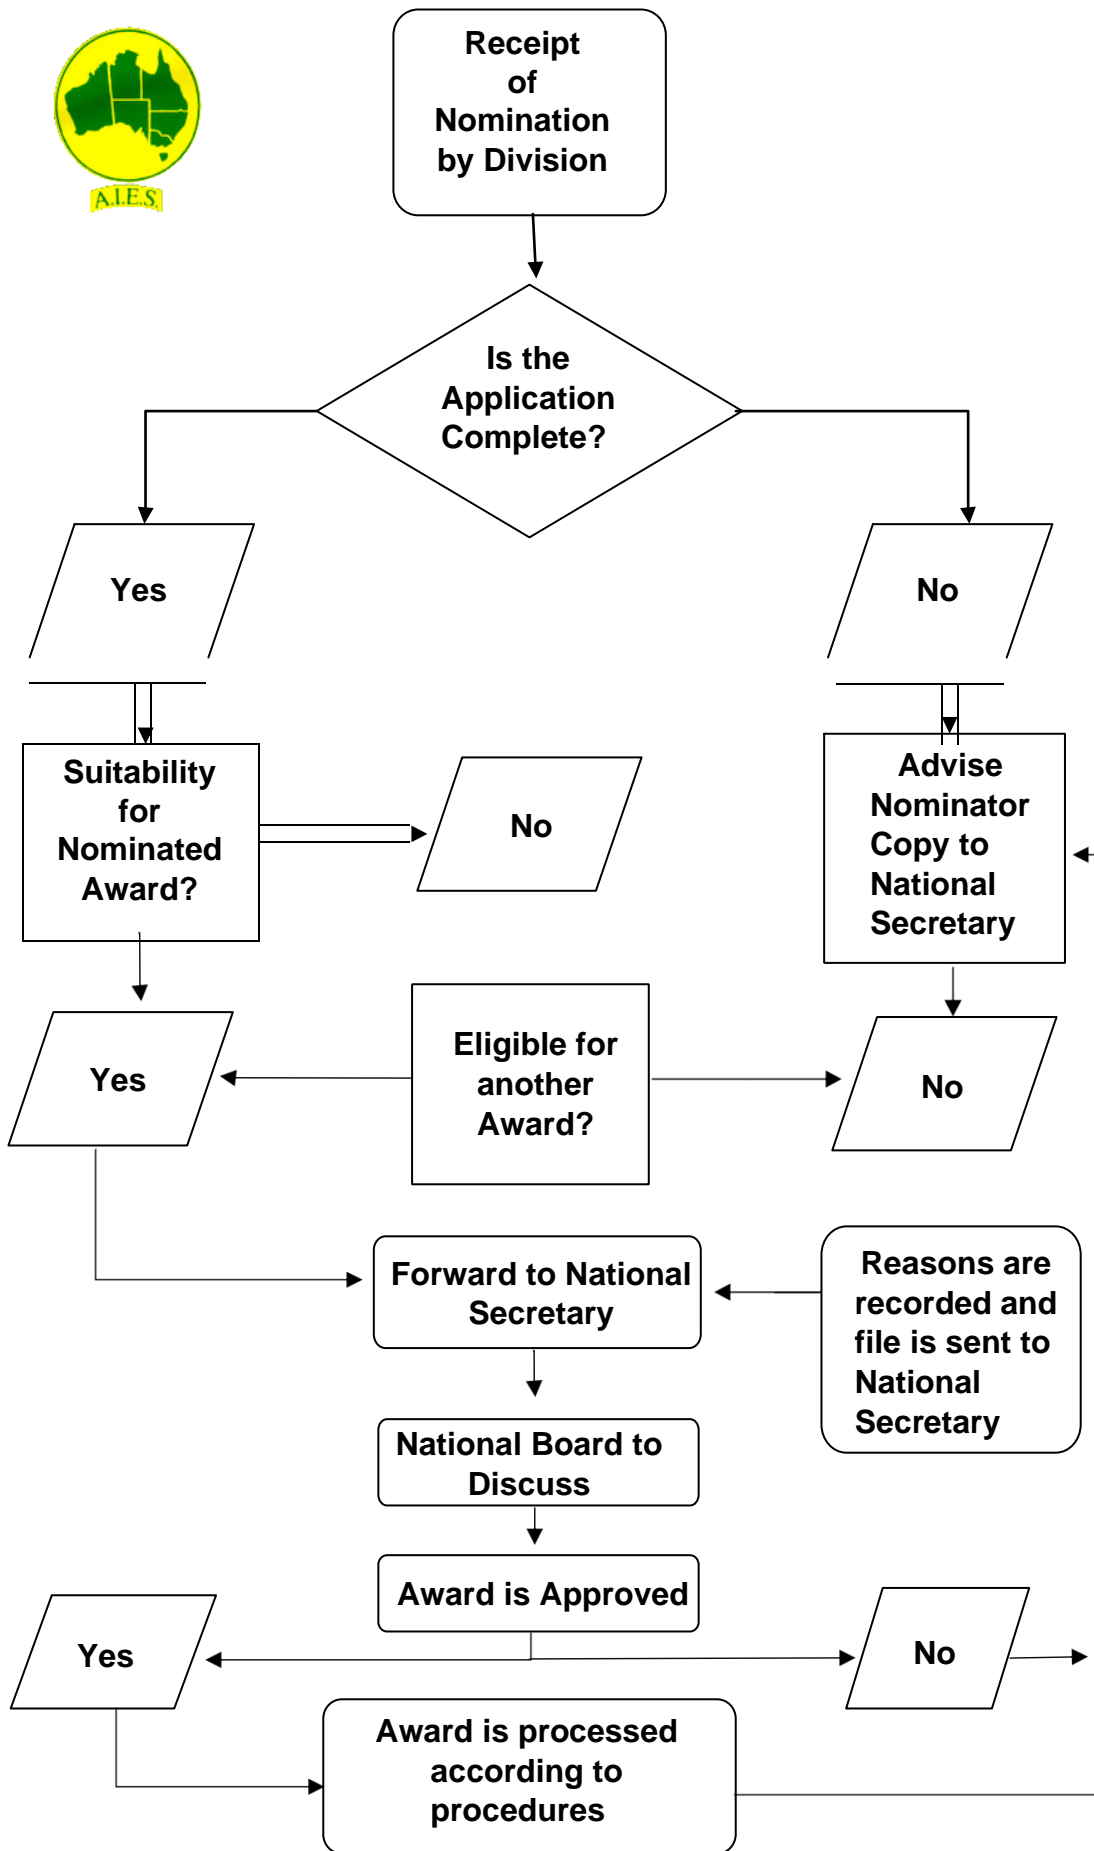 Receipt
of
Nomination
by Division
A.I.E.S.
Is the
Application
Complete?
Yes
No
Suitability
for
Nominated
Award?
No
Advise
Nominator
Copy to
National
Secretary
Yes
Eligible for
another
Award?
No
Forward to National
Secretary
Reasons are
recorded and
file is sent to
National
Secretary
National Board to
Discuss
Award is Approved
Yes
No
Award is processed
according to
procedures